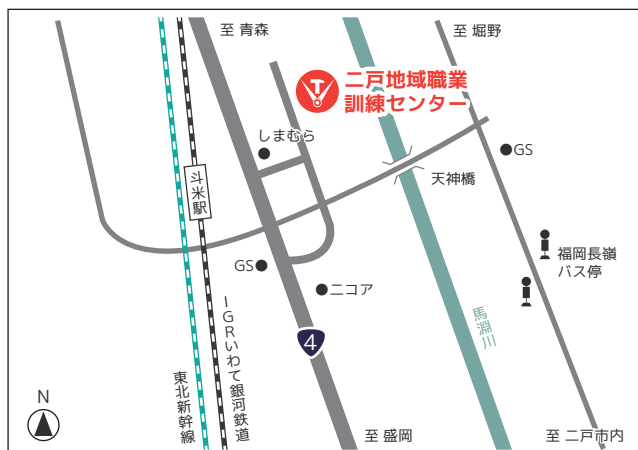 至 青森
至 堀野
二戸地域職業
訓練センター
しまむら
GS
斗米駅
天神橋
福岡長嶺
バス停
GS
ニコア
4
馬淵川
IGRいわて銀河鉄道
東北新幹線
N
至 盛岡
至 二戸市内